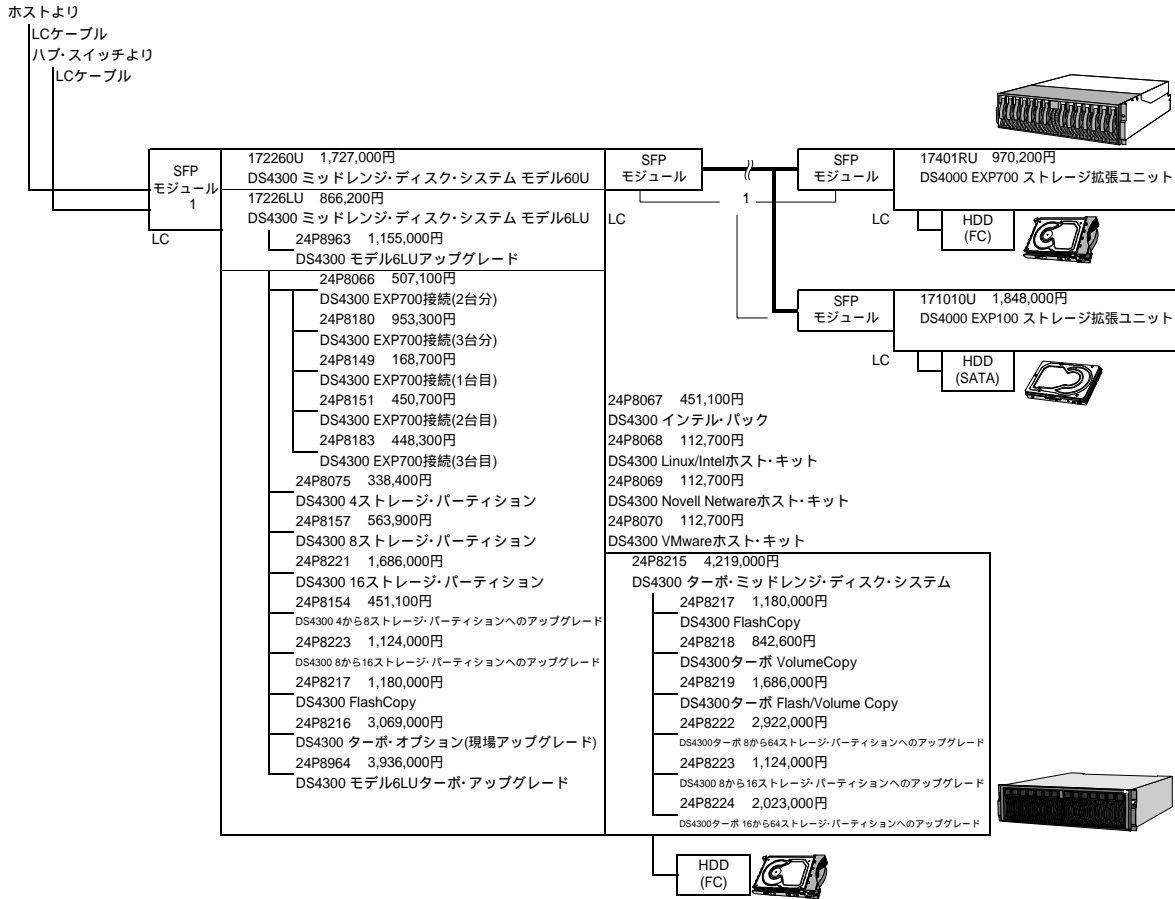 ホストより
LCケーブル
ハブ・スイッチより
LCケーブル
SFP
モジュール
1
LC
172260U 1,727,000円
DS4300 ミッドレンジ・ディスク・システム モデル60U
17226LU 866,200円
DS4300 ミッドレンジ・ディスク・システム モデル6LU
24P8963 1,155,000円
DS4300 モデル6LUアップグレード
24P8066 507,100円
DS4300 EXP700接続(2台分)
24P8180 953,300円
DS4300 EXP700接続(3台分)
24P8149 168,700円
DS4300 EXP700接続(1台目)
24P8151 450,700円
DS4300 EXP700接続(2台目)
24P8183 448,300円
DS4300 EXP700接続(3台目)
24P8075 338,400円
DS4300 4ストレージ・パーティション
24P8157 563,900円
DS4300 8ストレージ・パーティション
24P8221 1,686,000円
DS4300 16ストレージ・パーティション
24P8154 451,100円
DS4300 4から8ストレージ・パーティションへのアップグレード
24P8223 1,124,000円
DS4300 8から16ストレージ・パーティションへのアップグレード
24P8217 1,180,000円
DS4300 FlashCopy
24P8216 3,069,000円
DS4300 ターボ・オプション(現場アップグレード)
24P8964 3,936,000円
DS4300 モデル6LUターボ・アップグレード
SFP
モジュール
LC
1
SFP
モジュール
LC
17401RU 970,200円
DS4000 EXP700 ストレージ拡張ユニット
HDD
(FC)
SFP
モジュール
LC
171010U 1,848,000円
DS4000 EXP100 ストレージ拡張ユニット
HDD
(SATA)
24P8067 451,100円
DS4300 インテル・パック
24P8068 112,700円
DS4300 Linux/Intelホスト・キット
24P8069 112,700円
DS4300 Novell Netwareホスト・キット
24P8070 112,700円
DS4300 VMwareホスト・キット
24P8215 4,219,000円
DS4300 ターボ・ミッドレンジ・ディスク・システム
24P8217 1,180,000円
DS4300 FlashCopy
24P8218 842,600円
DS4300ターボ VolumeCopy
24P8219 1,686,000円
DS4300ターボ Flash/Volume Copy
24P8222 2,922,000円
DS4300ターボ 8から64ストレージ・パーティションへのアップグレード
24P8223 1,124,000円
DS4300 8から16ストレージ・パーティションへのアップグレード
24P8224 2,023,000円
DS4300ターボ 16から64ストレージ・パーティションへのアップグレード
HDD
(FC)